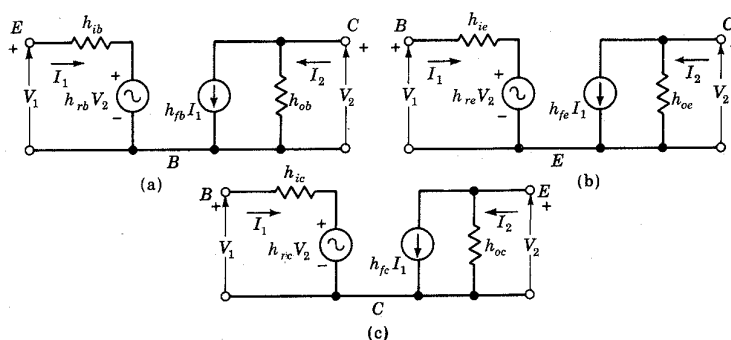 E + h_ib I_1 V_1 + h_rb V_2 − h_fb I_1 h_ob I_2 C + V_2
B
(a)
B + h_ie I_1 V_1 + h_re V_2 − h_fe I_1 h_oe I_2 V_2
E
(b)
B + h_ic I_1 V_1 + h_rc V_2 − h_fc I_1 h_oc I_2 E + V_2
C
(c)